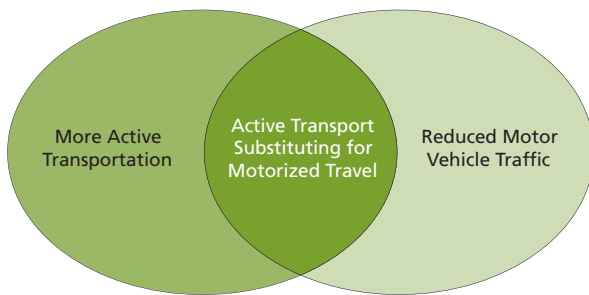 More Active
Transportation
Active Transport
Substituting for
Motorized Travel
Reduced Motor
Vehicle Traffic